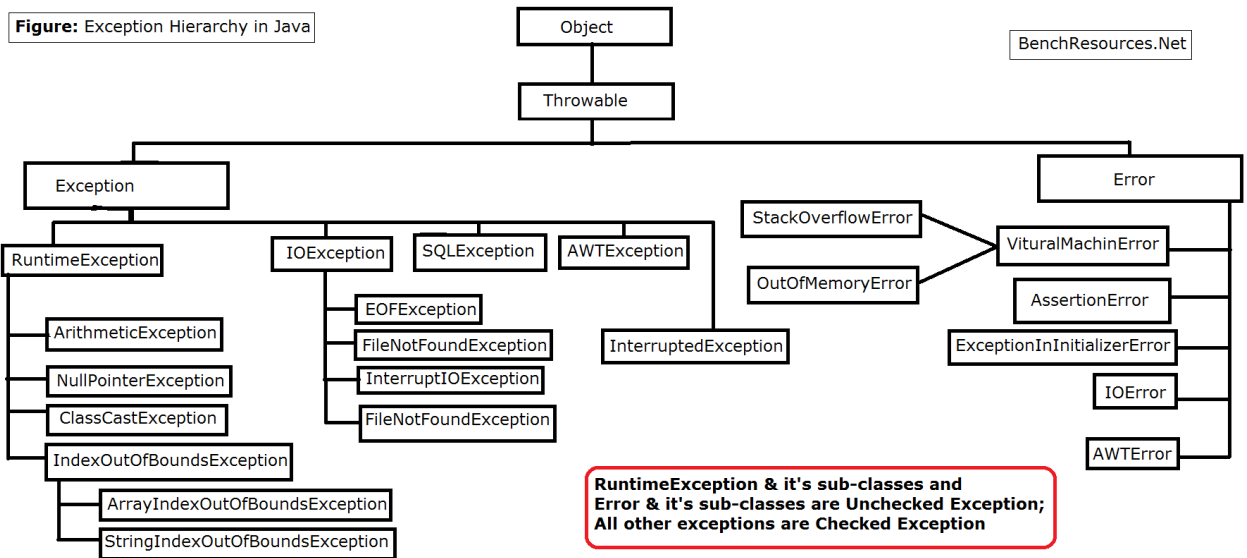 Figure: Exception Hierarchy in Java
Object
BenchResources.Net
Throwable
Exception
Error
RuntimeException
IOException
SQLException
AWTException
InterruptedException
ArithmeticException
NullPointerException
ClassCastException
IndexOutOfBoundsException
ArrayIndexOutOfBoundsException
StringIndexOutOfBoundsException
EOFException
FileNotFoundException
InterruptIOException
FileNotFoundException
StackOverflowError
OutOfMemoryError
VituralMachinError
AssertionError
ExceptionInInitializerError
IOError
AWTError
RuntimeException & it's sub-classes and
Error & it's sub-classes are Unchecked Exception;
All other exceptions are Checked Exception